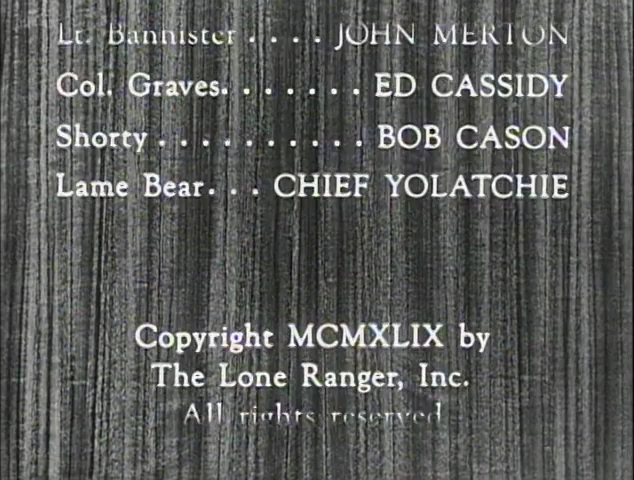 Lt. Bannister . . . . JOHN MERTON
Col. Graves. . . . . . . ED CASSIDY
Shorty . . . . . . . . . . BOB CASON
Lame Bear. . . CHIEF YOLATCHIE
Copyright MCMXLIX by
The Lone Ranger, Inc.
All rights reserved